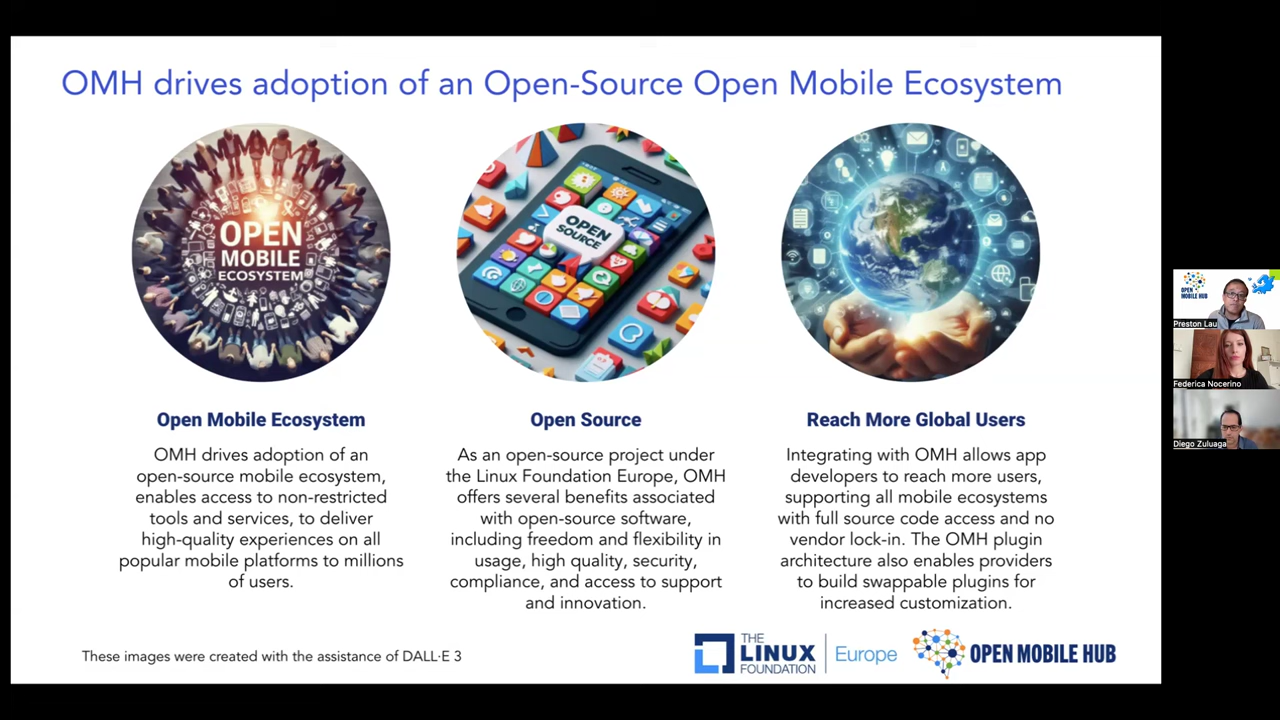 OMH drives adoption of an Open-Source Open Mobile Ecosystem
OPEN
MOBILE
ECOSYSTEM
OPEN
SOURCE
Open Mobile Ecosystem
OMH drives adoption of an
open-source mobile ecosystem,
enables access to non-restricted
tools and services, to deliver
high-quality experiences on all
popular mobile platforms to millions
of users.
Open Source
As an open-source project under
the Linux Foundation Europe, OMH
offers several benefits associated
with open-source software,
including freedom and flexibility in
usage, high quality, security,
compliance, and access to support
and innovation.
Reach More Global Users
Integrating with OMH allows app
developers to reach more users,
supporting all mobile ecosystems
with full source code access and no
vendor lock-in. The OMH plugin
architecture also enables providers
to build swappable plugins for
increased customization.
These images were created with the assistance of DALL·E 3
THE
LINUX
FOUNDATION
Europe
OPEN MOBILE HUB
OPEN
MOBILE HUB
Preston Lau
Federica Nocerino
Diego Zuluaga